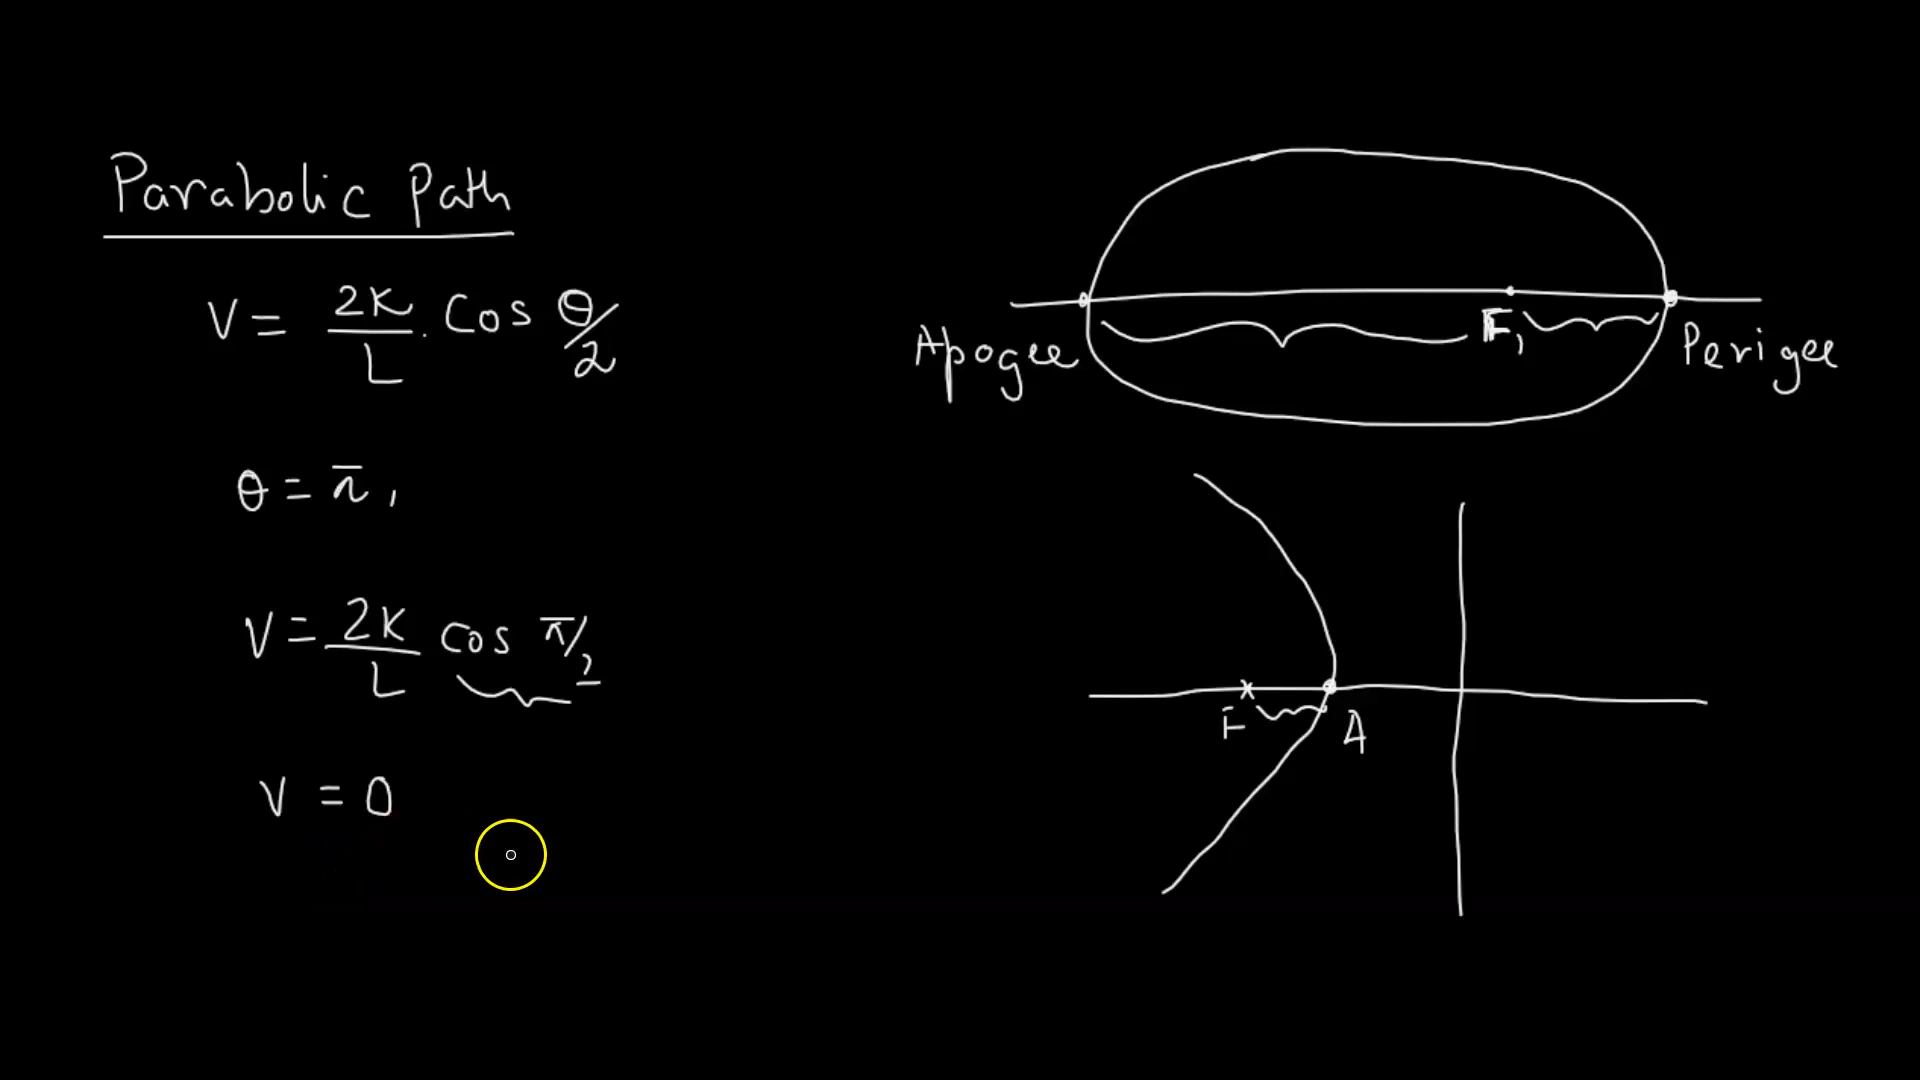 Parabolic Path
V = 2K/L . Cos θ/2
θ = π,
V = 2K/L cos π/2
V = 0
Apogee F₁ Perigee
F A